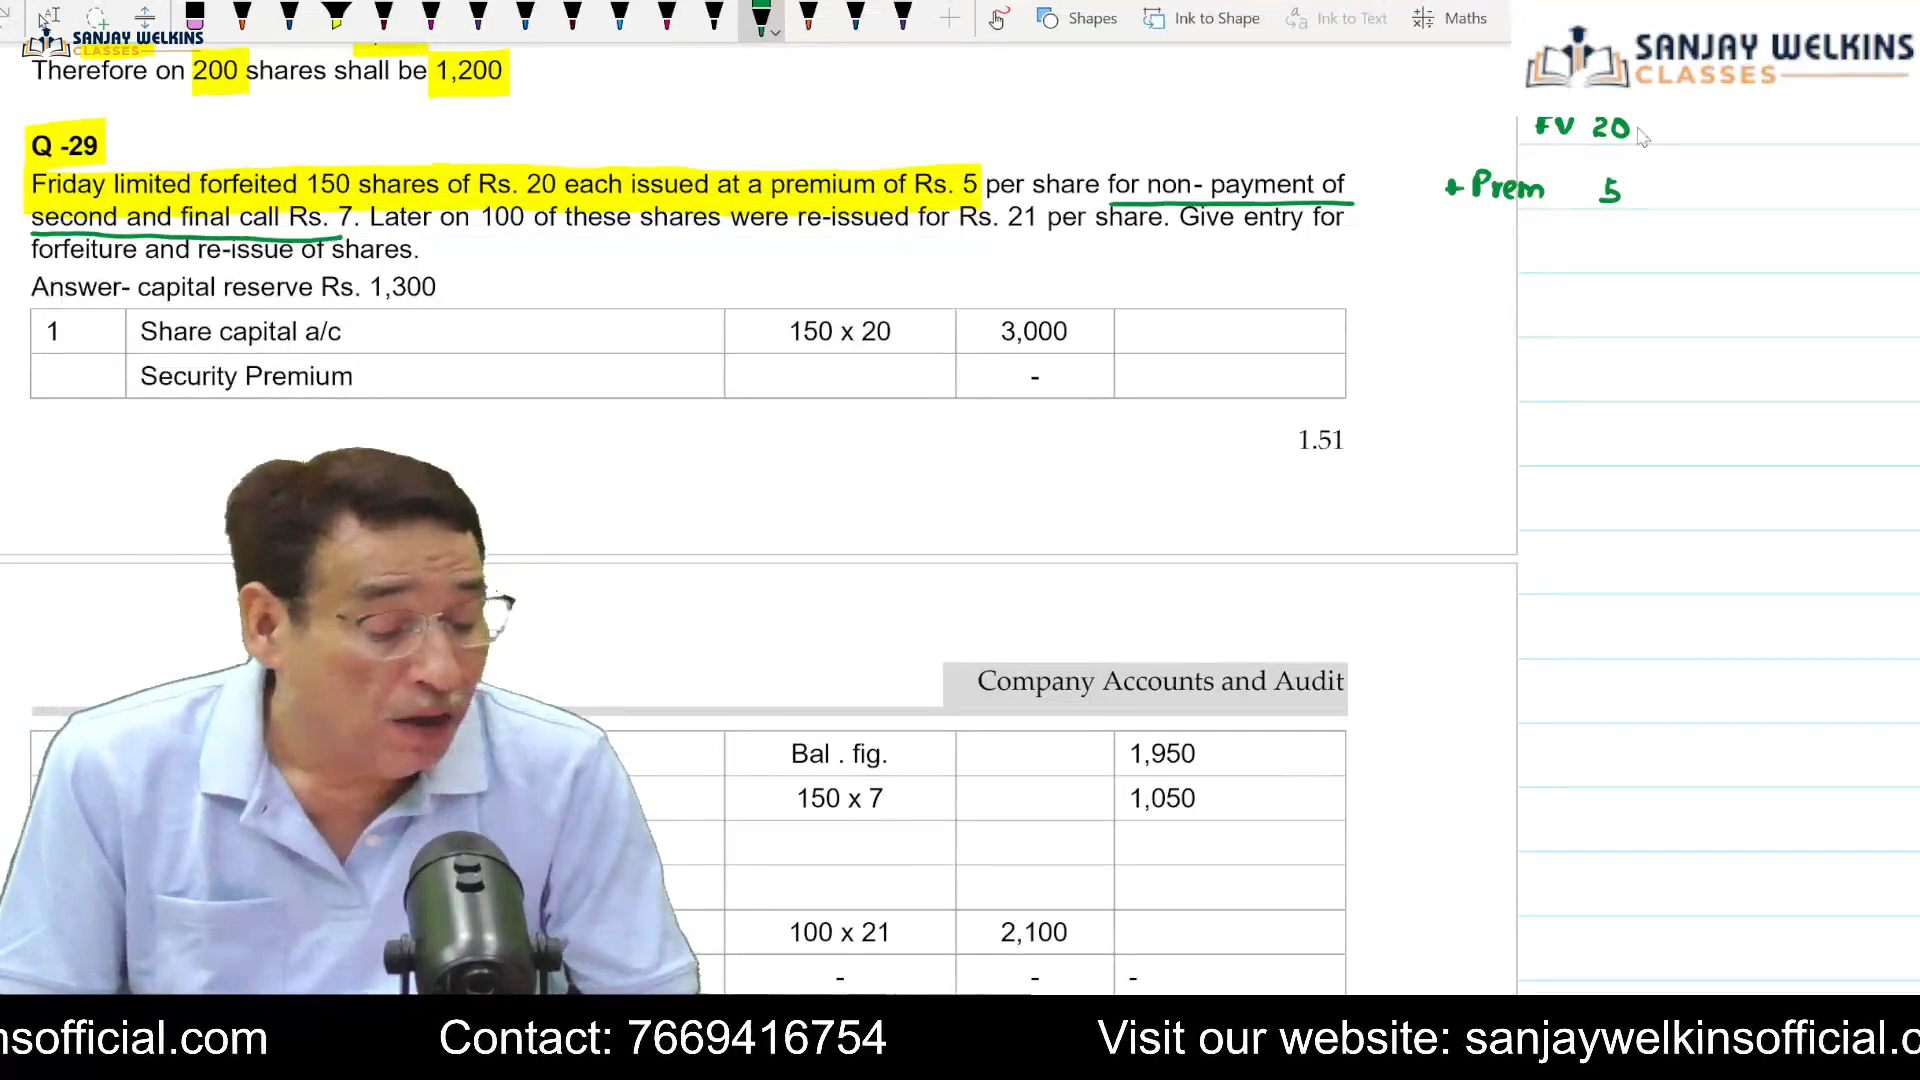 Shapes Ink to Shape Ink to Text Maths
SANJAY WELKINS
CLASSES
SANJAY WELKINS
CLASSES
Therefore on 200 shares shall be 1,200
FV 20
Q -29
Friday limited forfeited 150 shares of Rs. 20 each issued at a premium of Rs. 5 per share for non- payment of
+ Prem 5
second and final call Rs. 7. Later on 100 of these shares were re-issued for Rs. 21 per share. Give entry for
forfeiture and re-issue of shares.
Answer- capital reserve Rs. 1,300
1 Share capital a/c 150 x 20 3,000
Security Premium -
1.51
Company Accounts and Audit
Bal . fig. 1,950
150 x 7 1,050
100 x 21 2,100
- - -
nsofficial.com Contact: 7669416754 Visit our website: sanjaywelkinsofficial.c